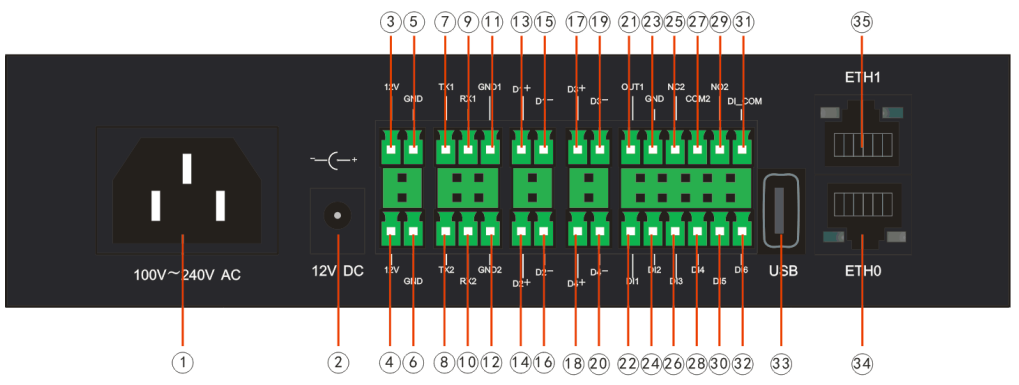 3 5 7 9 11 13 15 17 19 21 23 25 27 29 31 35
12V GND TX1 RX1 GND1 D1+ D1− D3+ D3− OUT1 GND NC2 COM2 NO2 DI_COM ETH1
− +
100V～240V AC 12V DC 12V GND TX2 RX2 GND2 D2+ D2− D4+ D4− DI1 DI2 DI3 DI4 DI5 DI6 USB ETH0
1 2 4 6 8 10 12 14 16 18 20 22 24 26 28 30 32 33 34